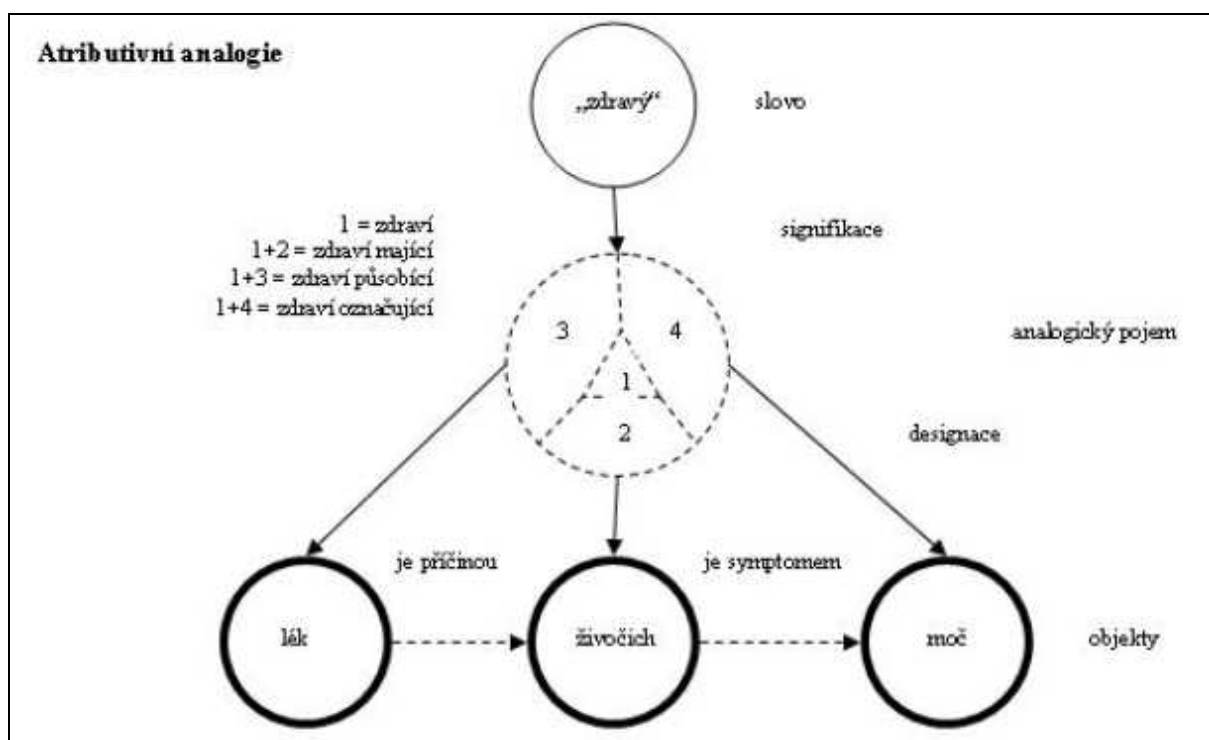 Atributivní analogie
„zdravý“
slovo
1 = zdraví
1+2 = zdraví mající
1+3 = zdraví působící
1+4 = zdraví označující
signifikace
3
4
1
2
analogický pojem
designace
je příčinou
je symptomem
lék
živočich
moč
objekty